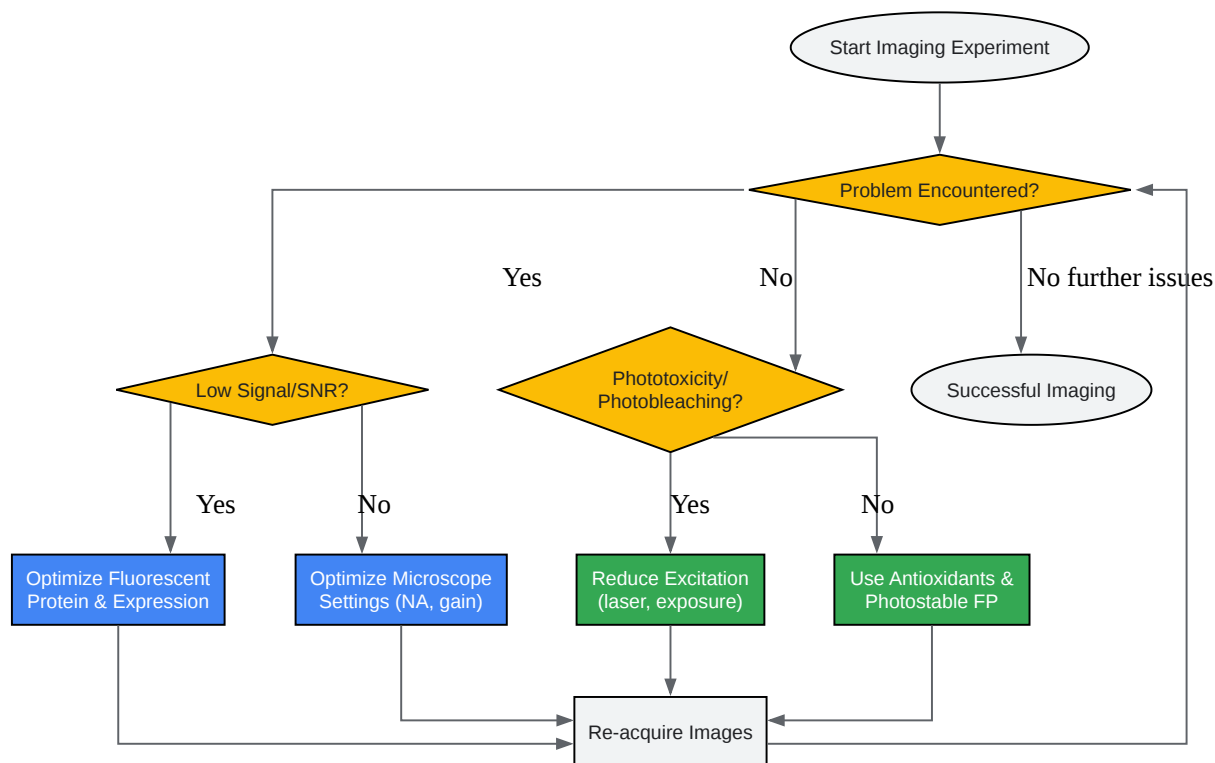 Start Imaging Experiment
Problem Encountered?
Yes
No
No further issues
Low Signal/SNR?
Phototoxicity/
Photobleaching?
Successful Imaging
Yes
No
Yes
No
Optimize Fluorescent
Protein & Expression
Optimize Microscope
Settings (NA, gain)
Reduce Excitation
(laser, exposure)
Use Antioxidants &
Photostable FP
Re-acquire Images